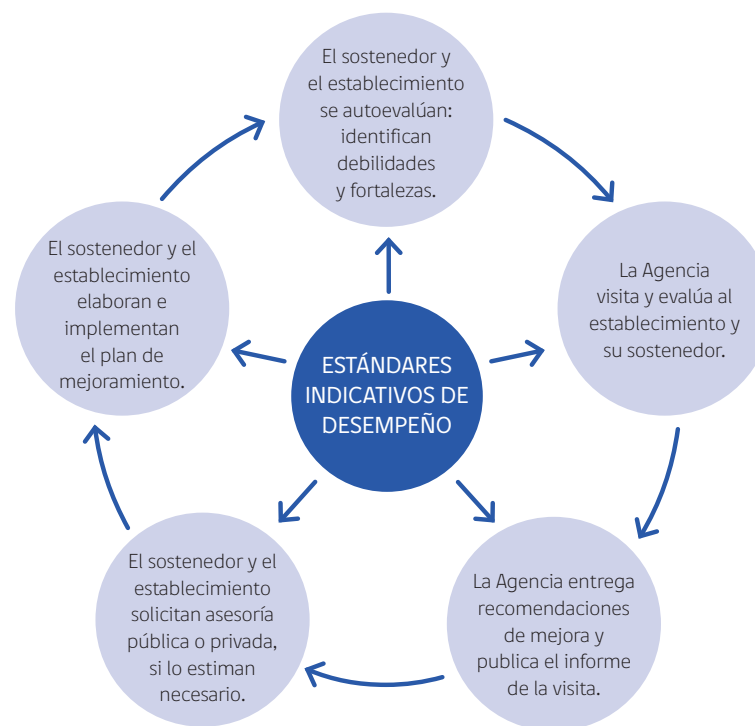 El sostenedor y
el establecimiento
se autoevalúan:
identifican
debilidades
y fortalezas.
La Agencia
visita y evalúa al
establecimiento y
su sostenedor.
La Agencia entrega
recomendaciones
de mejora y
publica el informe
de la visita.
El sostenedor y el
establecimiento
solicitan asesoría
pública o privada,
si lo estiman
necesario.
El sostenedor y el
establecimiento
elaboran e
implementan
el plan de
mejoramiento.
ESTÁNDARES
INDICATIVOS DE
DESEMPEÑO